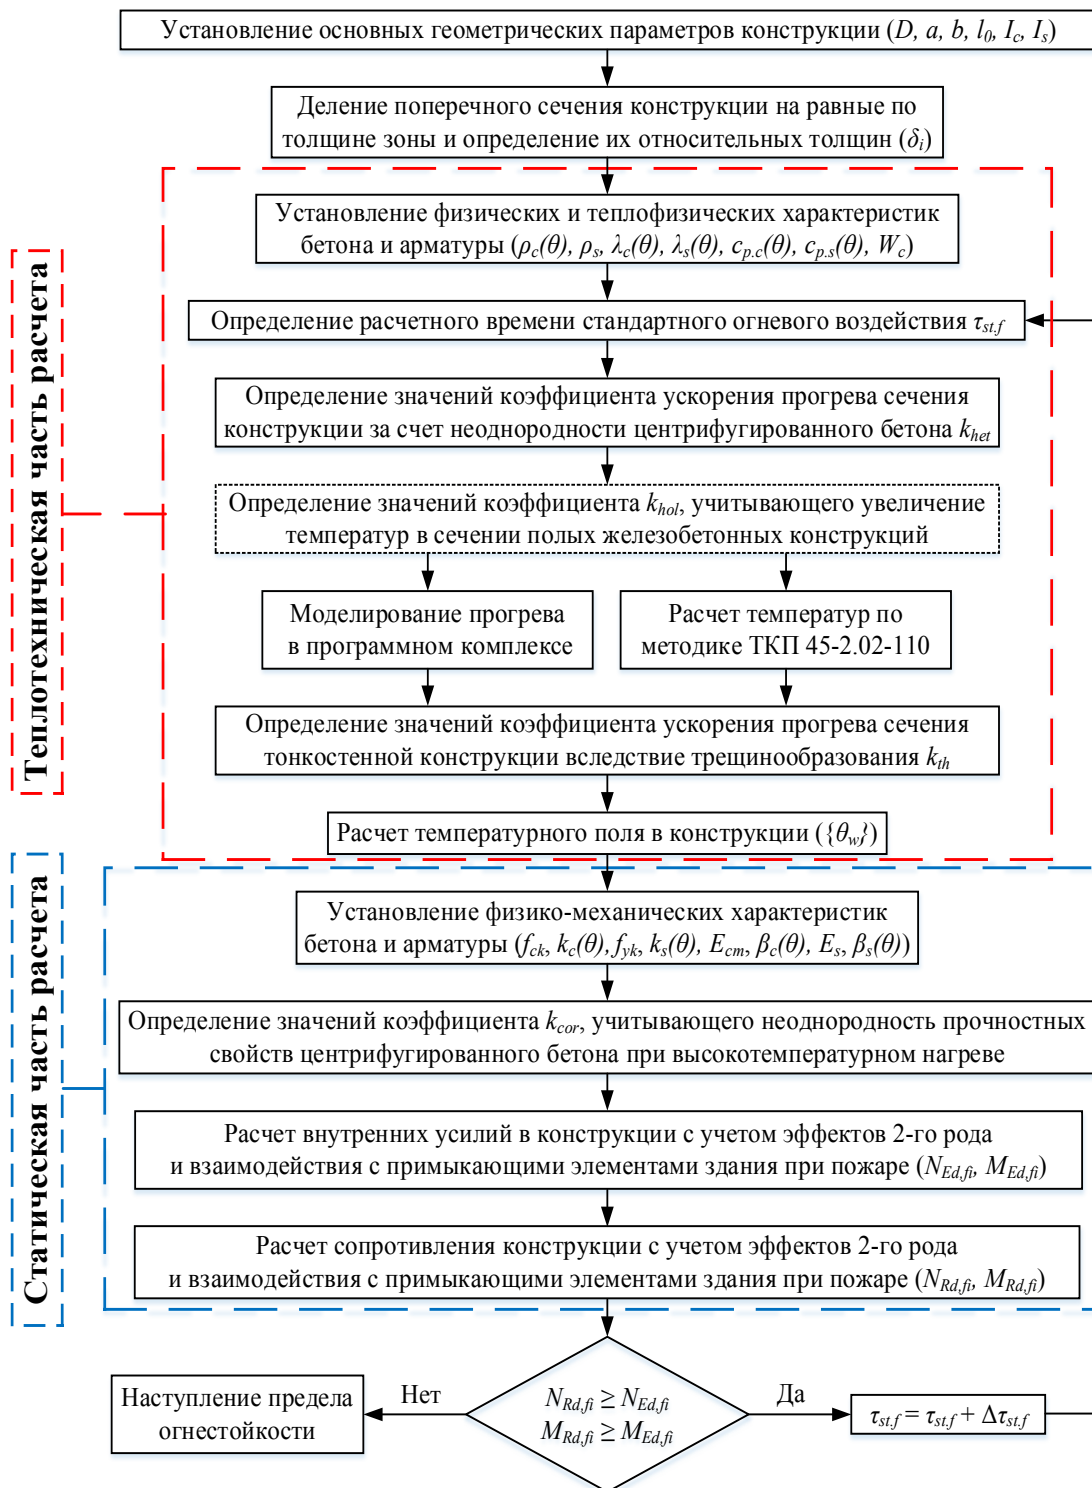 Установление основных геометрических параметров конструкции (D, a, b, l0, Ic, Is)
Деление поперечного сечения конструкции на равные по
толщине зоны и определение их относительных толщин (δi)
Теплотехническая часть расчета
Установление физических и теплофизических характеристик
бетона и арматуры (ρc(θ), ρs, λc(θ), λs(θ), cp.c(θ), cp.s(θ), Wc)
Определение расчетного времени стандартного огневого воздействия τst.f
Определение значений коэффициента ускорения прогрева сечения
конструкции за счет неоднородности центрифугированного бетона khet
Определение значений коэффициента khol, учитывающего увеличение
температур в сечении полых железобетонных конструкций
Моделирование прогрева
в программном комплексе
Расчет температур по
методике ТКП 45-2.02-110
Определение значений коэффициента ускорения прогрева сечения
тонкостенной конструкции вследствие трещинообразования kth
Расчет температурного поля в конструкции ({θw})
Статическая часть расчета
Установление физико-механических характеристик
бетона и арматуры (fck, kc(θ), fyk, ks(θ), Ecm, βc(θ), Es, βs(θ))
Определение значений коэффициента kcor, учитывающего неоднородность прочностных
свойств центрифугированного бетона при высокотемпературном нагреве
Расчет внутренних усилий в конструкции с учетом эффектов 2-го рода
и взаимодействия с примыкающими элементами здания при пожаре (NEd,fi, MEd,fi)
Расчет сопротивления конструкции с учетом эффектов 2-го рода
и взаимодействия с примыкающими элементами здания при пожаре (NRd,fi, MRd,fi)
Наступление предела
огнестойкости
Нет
NRd,fi ≥ NEd,fi
MRd,fi ≥ MEd,fi
Да
τst.f = τst.f + Δτst.f